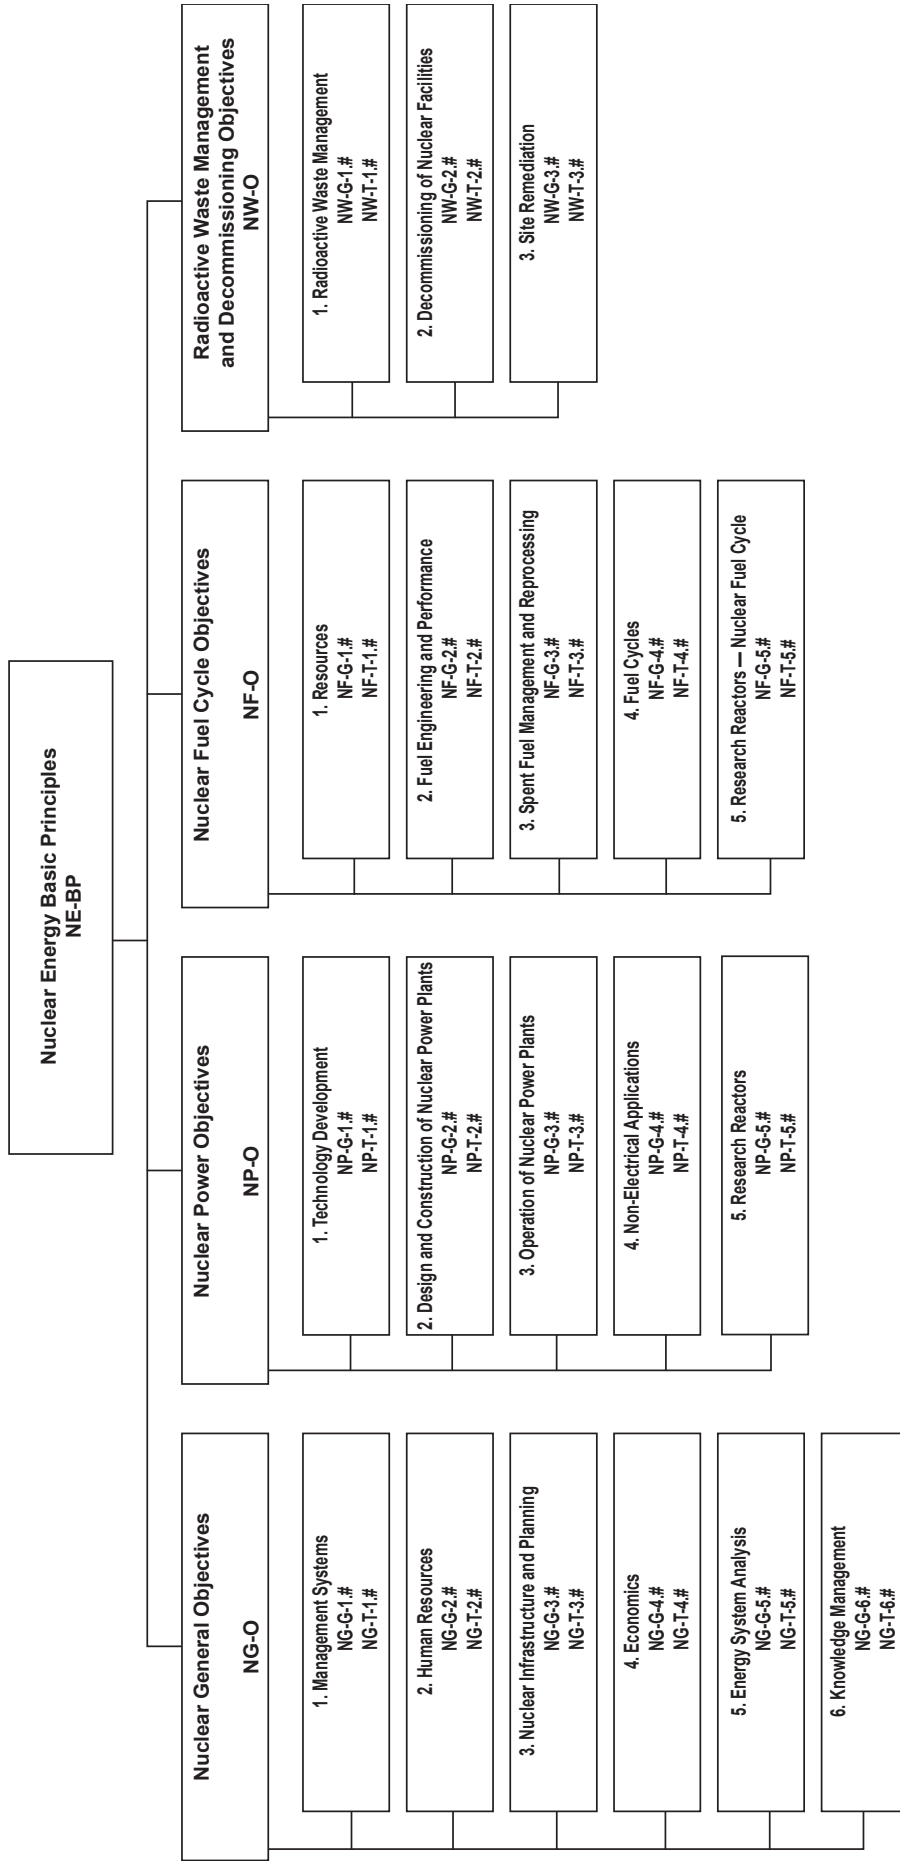 Nuclear Energy Basic Principles
NE-BP
Nuclear General Objectives
NG-O
1. Management Systems
NG-G-1.#
NG-T-1.#
2. Human Resources
NG-G-2.#
NG-T-2.#
3. Nuclear Infrastructure and Planning
NG-G-3.#
NG-T-3.#
4. Economics
NG-G-4.#
NG-T-4.#
5. Energy System Analysis
NG-G-5.#
NG-T-5.#
6. Knowledge Management
NG-G-6.#
NG-T-6.#
Nuclear Power Objectives
NP-O
1. Technology Development
NP-G-1.#
NP-T-1.#
2. Design and Construction of Nuclear Power Plants
NP-G-2.#
NP-T-2.#
3. Operation of Nuclear Power Plants
NP-G-3.#
NP-T-3.#
4. Non-Electrical Applications
NP-G-4.#
NP-T-4.#
5. Research Reactors
NP-G-5.#
NP-T-5.#
Nuclear Fuel Cycle Objectives
NF-O
1. Resources
NF-G-1.#
NF-T-1.#
2. Fuel Engineering and Performance
NF-G-2.#
NF-T-2.#
3. Spent Fuel Management and Reprocessing
NF-G-3.#
NF-T-3.#
4. Fuel Cycles
NF-G-4.#
NF-T-4.#
5. Research Reactors — Nuclear Fuel Cycle
NF-G-5.#
NF-T-5.#
Radioactive Waste Management
and Decommissioning Objectives
NW-O
1. Radioactive Waste Management
NW-G-1.#
NW-T-1.#
2. Decommissioning of Nuclear Facilities
NW-G-2.#
NW-T-2.#
3. Site Remediation
NW-G-3.#
NW-T-3.#